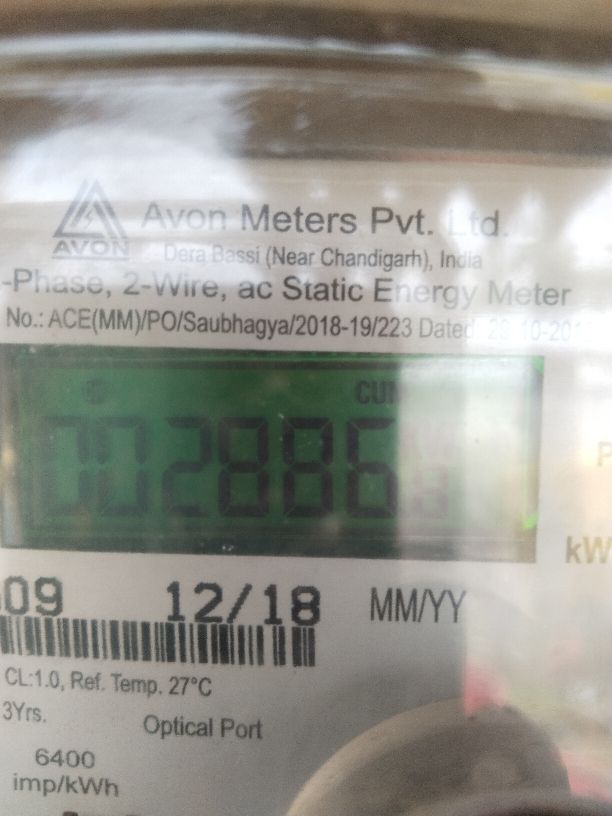 Avon Meters Pvt. Ltd.
AVON
Dera Bassi (Near Chandigarh), India
-Phase, 2-Wire, ac Static Energy Meter
No.: ACE(MM)/PO/Saubhagya/2018-19/223 Dated
CUM
002886
kW
09 12/18 MM/YY
CL:1.0, Ref. Temp. 27°C
3Yrs.
Optical Port
6400
imp/kWh